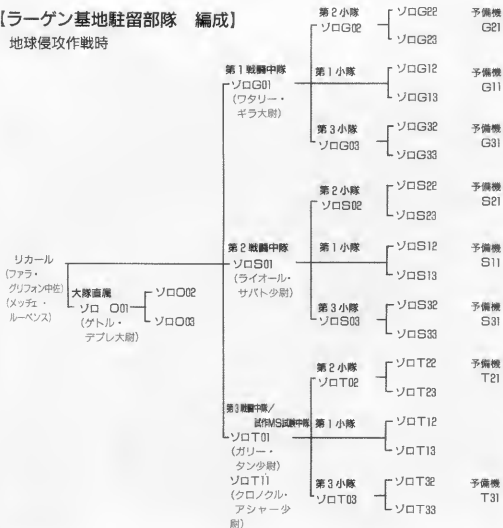 【ラーゲン基地駐留部隊　編成】
地球侵攻作戦時
リカール
(ファラ・
グリフォン中佐)
(メッチェ・
ルーペンス)
大隊直属
ゾロ　O01
(ゲトル・
デプレ大尉)
ゾロO02
ゾロO03
第1戦闘中隊
ゾロG01
(ワタリー・
ギラ大尉)
第2小隊
ゾロG02
ゾロG22
ゾロG23
予備機
G21
第1小隊
ゾロG12
ゾロG13
予備機
G11
第3小隊
ゾロG03
ゾロG32
ゾロG33
予備機
G31
第2戦闘中隊
ゾロS01
(ライオール・
サバト少尉)
第2小隊
ゾロS02
ゾロS22
ゾロS23
予備機
S21
第1小隊
ゾロS12
ゾロS13
予備機
S11
第3小隊
ゾロS03
ゾロS32
ゾロS33
予備機
S31
第3戦闘中隊/
試作MS試験中隊
ゾロT01
(ガリー・
タン少尉)
ゾロT11
(クロノクル・
アシャー少
尉)
第2小隊
ゾロT02
ゾロT22
ゾロT23
予備機
T21
第1小隊
ゾロT12
ゾロT13
第3小隊
ゾロT03
ゾロT32
ゾロT33
予備機
T31